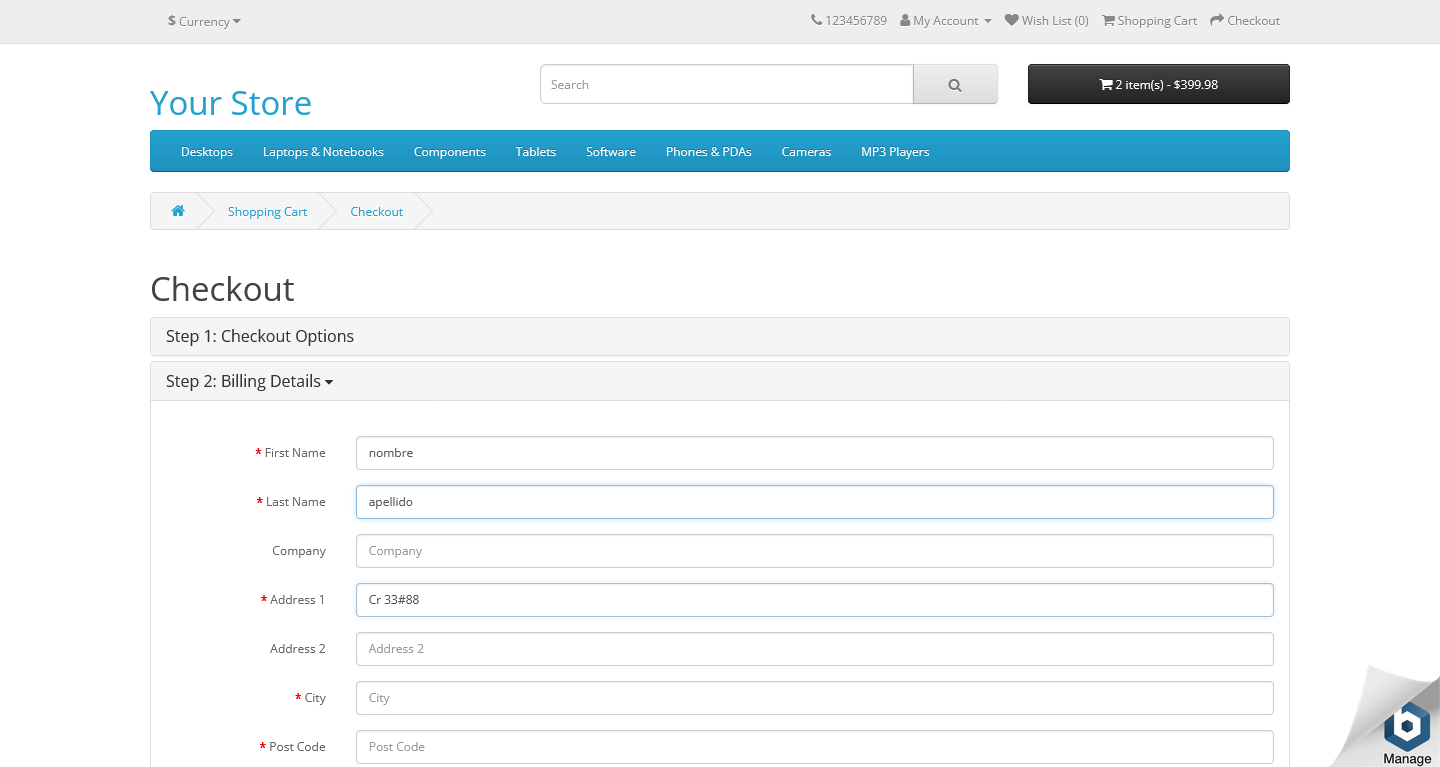 $ Currency
123456789 My Account Wish List (0) Shopping Cart Checkout
Your Store
Search
2 item(s) - $399.98
Desktops Laptops & Notebooks Components Tablets Software Phones & PDAs Cameras MP3 Players
Shopping Cart Checkout
Checkout
Step 1: Checkout Options
Step 2: Billing Details
* First Name nombre
* Last Name apellido
Company Company
* Address 1 Cr 33#88
Address 2 Address 2
* City City
* Post Code Post Code
Manage